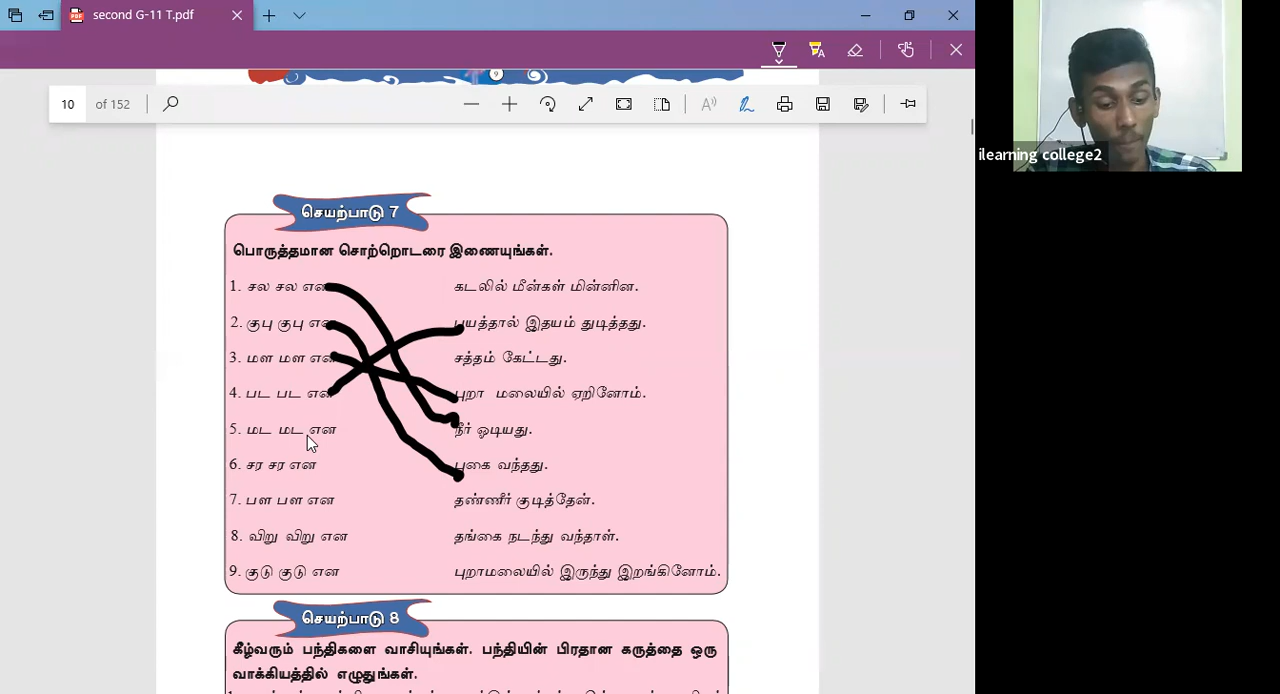 second G-11 T.pdf
9
10 of 152
ilearning college2
செயற்பாடு 7
பொருத்தமான சொற்றொடரை இணையுங்கள்.
1. சல சல என கடலில் மீன்கள் மின்னின.
2. குபு குபு என பயத்தால் இதயம் துடித்தது.
3. மள மள என சத்தம் கேட்டது.
4. பட பட என புறா மலையில் ஏறினோம்.
5. மட மட என நீர் ஓடியது.
6. சர சர என புகை வந்தது.
7. பள பள என தண்ணீர் குடித்தேன்.
8. விறு விறு என தங்கை நடந்து வந்தாள்.
9. குடு குடு என புறாமலையில் இருந்து இறங்கினோம்.
செயற்பாடு 8
கீழ்வரும் பந்திகளை வாசியுங்கள். பந்தியின் பிரதான கருத்தை ஒரு
வாக்கியத்தில் எழுதுங்கள்.